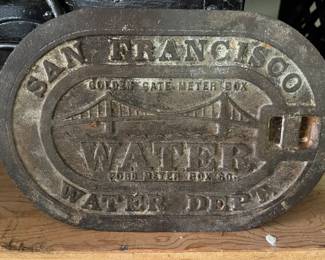 SAN FRANCISCO
GOLDEN GATE METER BOX
WATER
FORD METER BOX CO.
WATER DEPT.